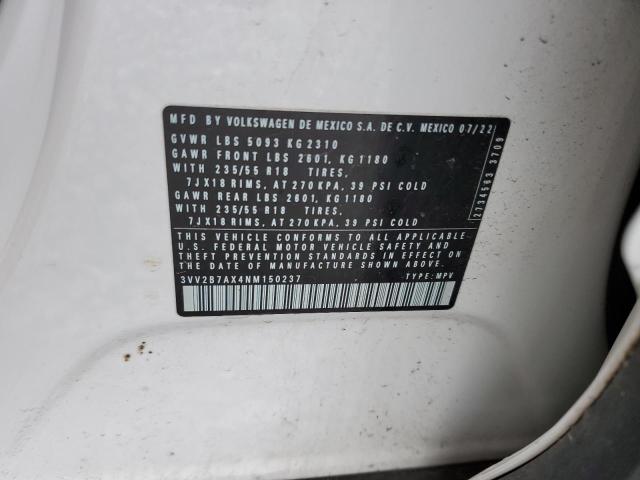 MFD BY VOLKSWAGEN DE MEXICO S.A. DE C.V. MEXICO 07/22
GVWR LBS 5093 KG 2310
GAWR FRONT LBS 2601, KG 1180
WITH 235/55 R18 TIRES,
7JX18 RIMS, AT 270 KPA, 39 PSI COLD
GAWR REAR LBS 2601, KG 1180
WITH 235/55 R18 TIRES,
7JX18 RIMS, AT 270 KPA, 39 PSI COLD
THIS VEHICLE CONFORMS TO ALL APPLICABLE
U.S. FEDERAL MOTOR VEHICLE SAFETY AND
THEFT PREVENTION STANDARDS IN EFFECT ON
THE DATE OF MANUFACTURE SHOWN ABOVE.
3VV2B7AX4NM150237 TYPE: MPV
2734563 3709